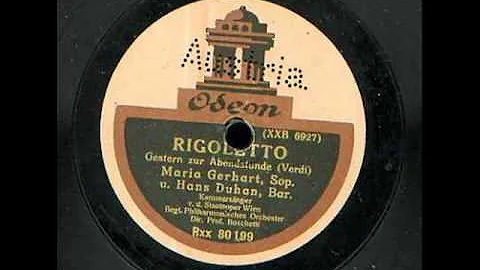 Austria.
Odeon
(XXB 6927)
RIGOLETTO
Gestern zur Abendstunde (Verdi)
Maria Gerhart, Sop.
u. Hans Duhan, Bar.
Kammersänger
v. d. Staatsoper Wien
Begl. Philharmonisches Orchester
Dir. Prof. Boschetti
Rxx 80199